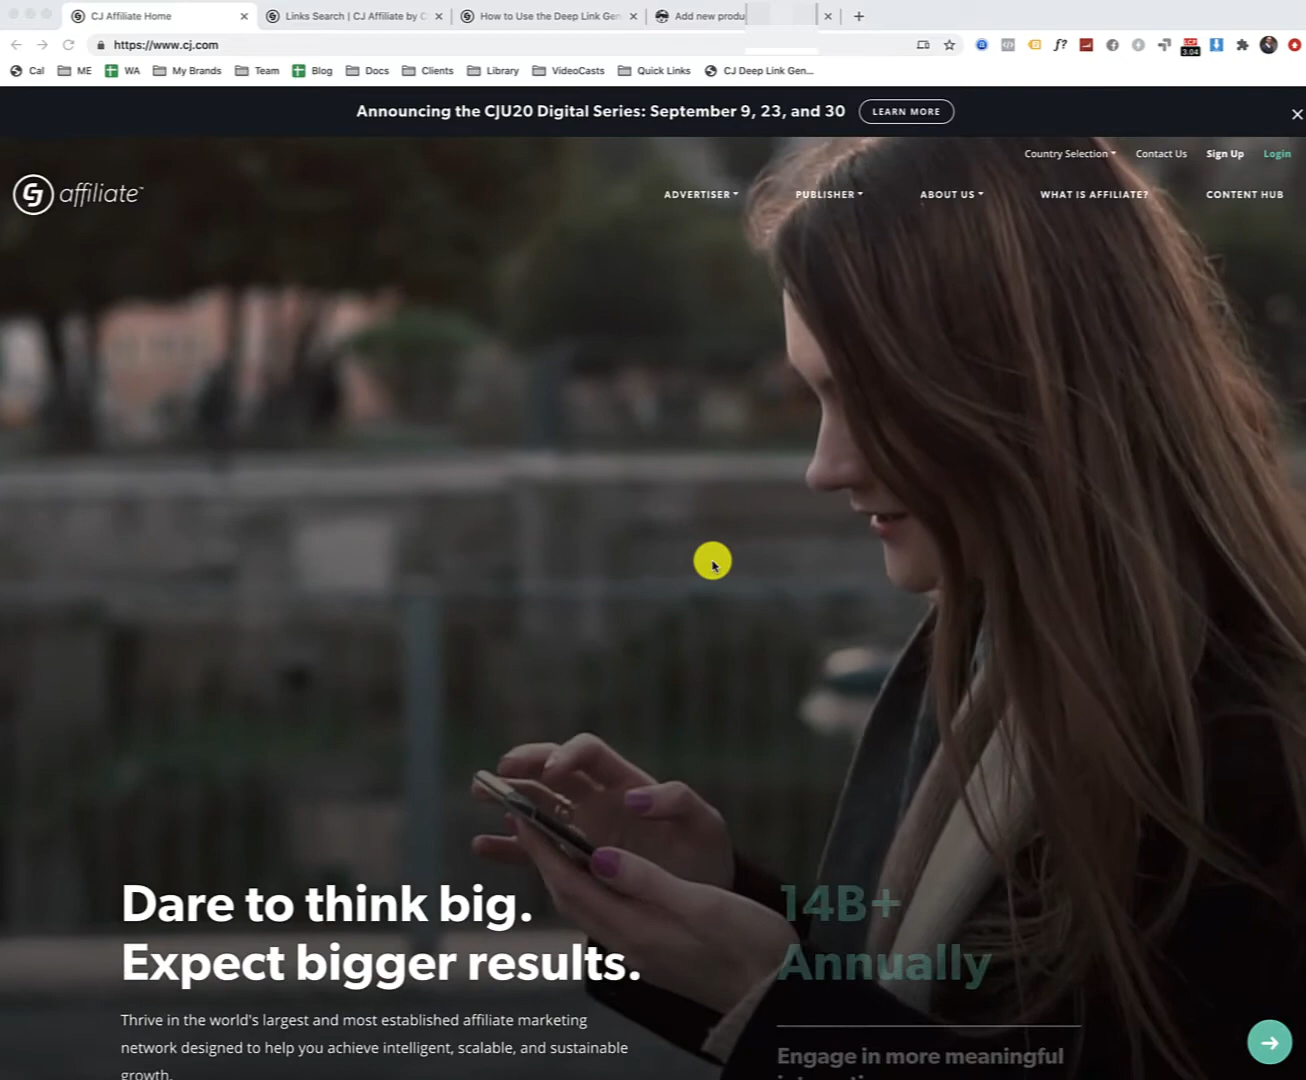 CJ Affiliate Home
Links Search | CJ Affiliate by C
How to Use the Deep Link Gen
Add new produ
https://www.cj.com
LCP
3.04
Cal
ME
WA
My Brands
Team
Blog
Docs
Clients
Library
VideoCasts
Quick Links
CJ Deep Link Gen...
Announcing the CJU20 Digital Series: September 9, 23, and 30
LEARN MORE
Country Selection
Contact Us
Sign Up
Login
CJ affiliate
ADVERTISER
PUBLISHER
ABOUT US
WHAT IS AFFILIATE?
CONTENT HUB
Dare to think big.
Expect bigger results.
Thrive in the world's largest and most established affiliate marketing
network designed to help you achieve intelligent, scalable, and sustainable
growth.
14B+
Annually
Engage in more meaningful